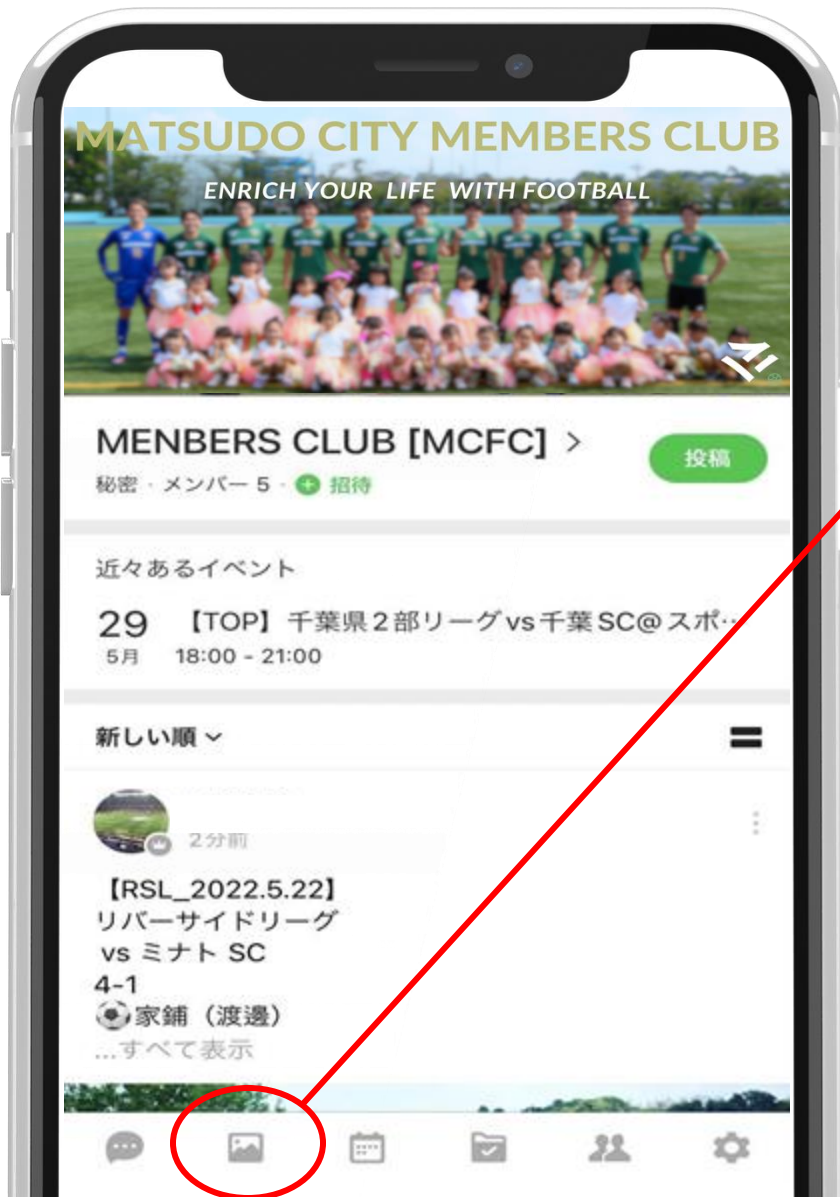 MATSUDO CITY MEMBERS CLUB
ENRICH YOUR LIFE WITH FOOTBALL
MENBERS CLUB [MCFC] >
投稿
秘密・メンバー 5・招待
近々あるイベント
29 【TOP】千葉県2部リーグvs千葉SC@スポ…
5月 18:00 - 21:00
新しい順
2分前
【RSL_2022.5.22】
リバーサイドリーグ
vs ミナト SC
4-1
⚽家鋪（渡邊）
...すべて表示